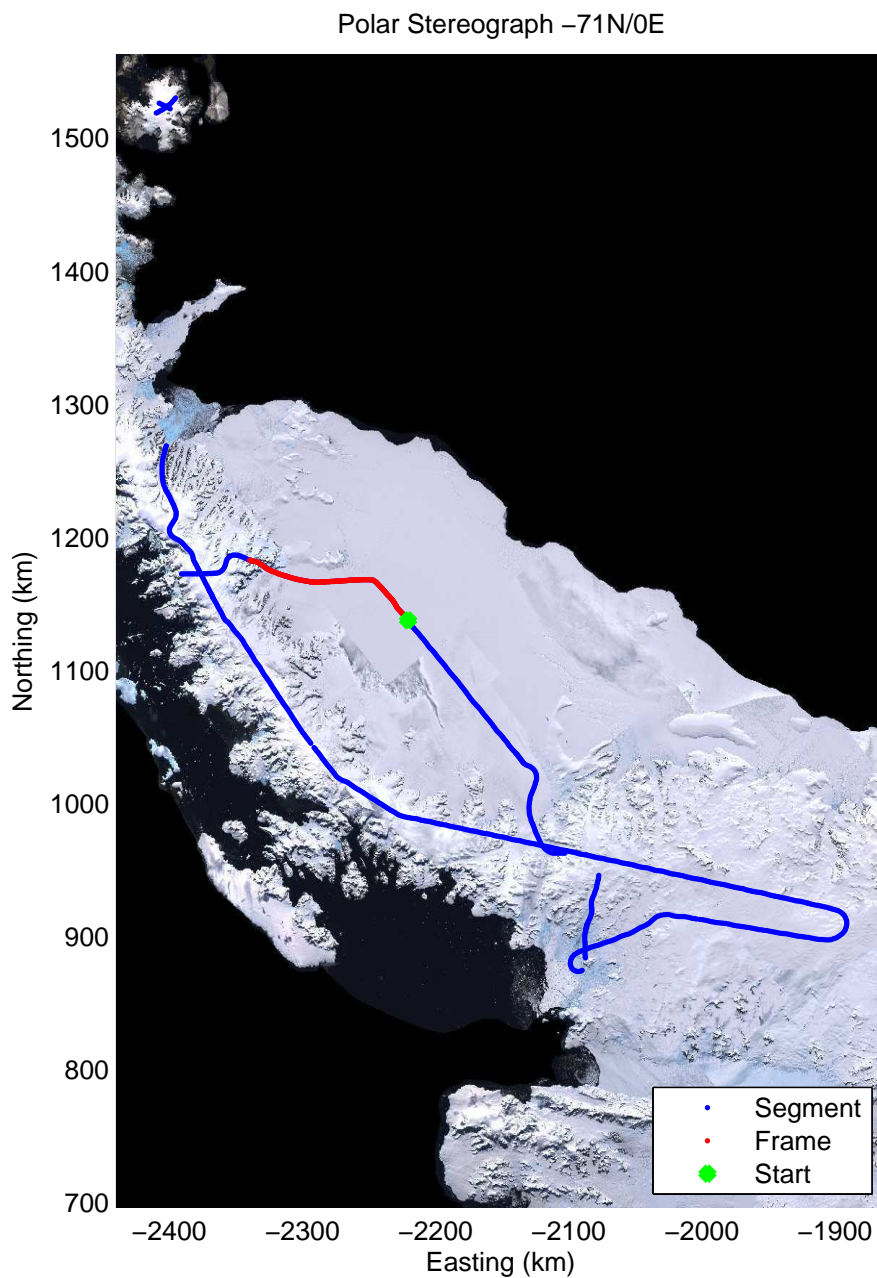 Polar Stereograph −71N/0E
1500
1400
1300
1200
1100
1000
900
800
700
Northing (km)
−2400 −2300 −2200 −2100 −2000 −1900
Easting (km)
Segment
Frame
Start